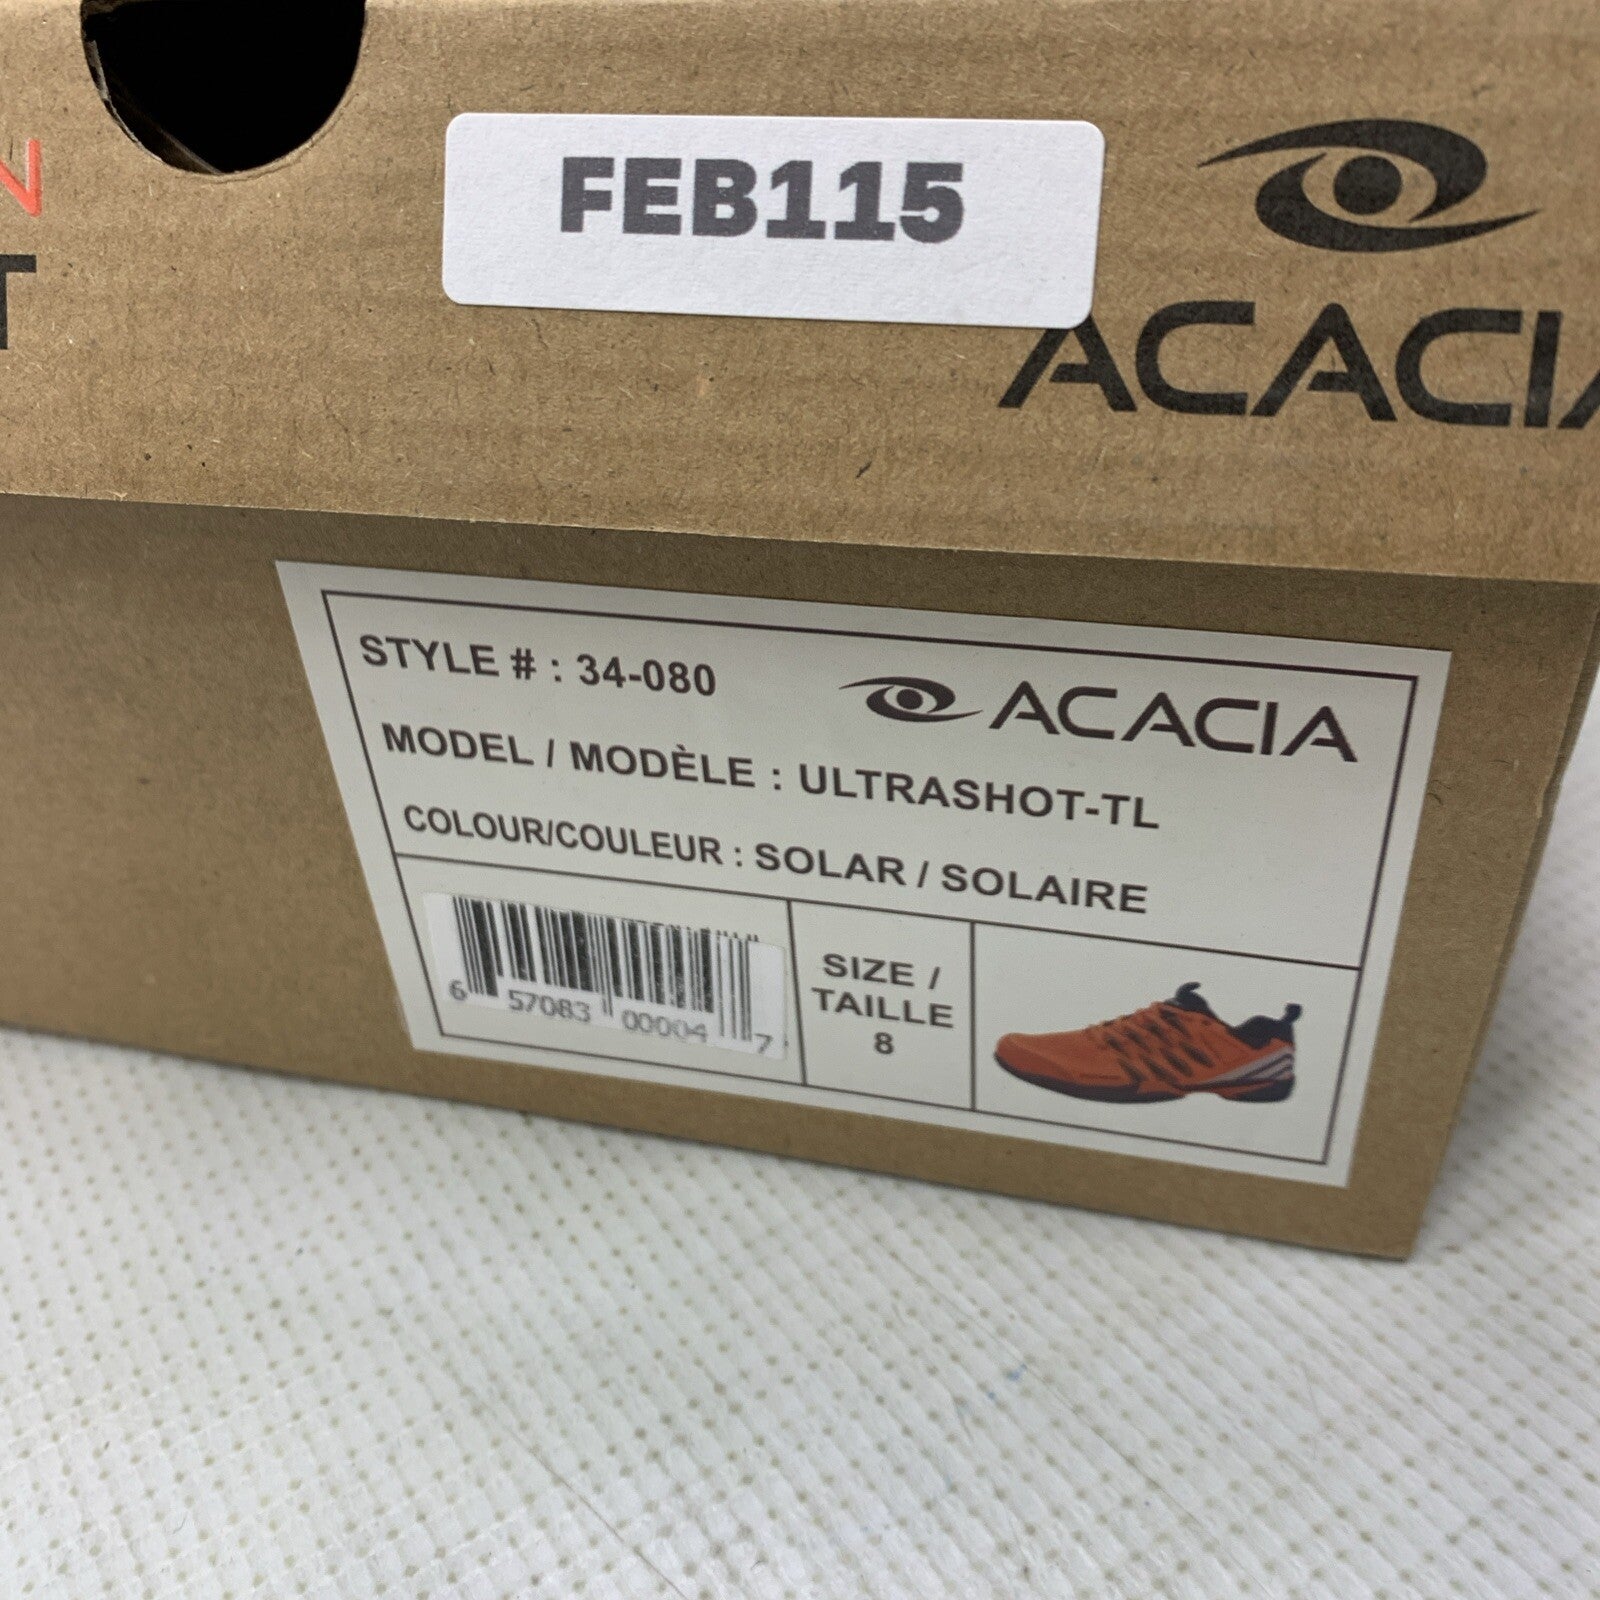 FEB115
ACACIA
STYLE # : 34-080
ACACIA
MODEL / MODÈLE : ULTRASHOT-TL
COLOUR/COULEUR : SOLAR / SOLAIRE
6 57083 00004 7
SIZE /
TAILLE
8